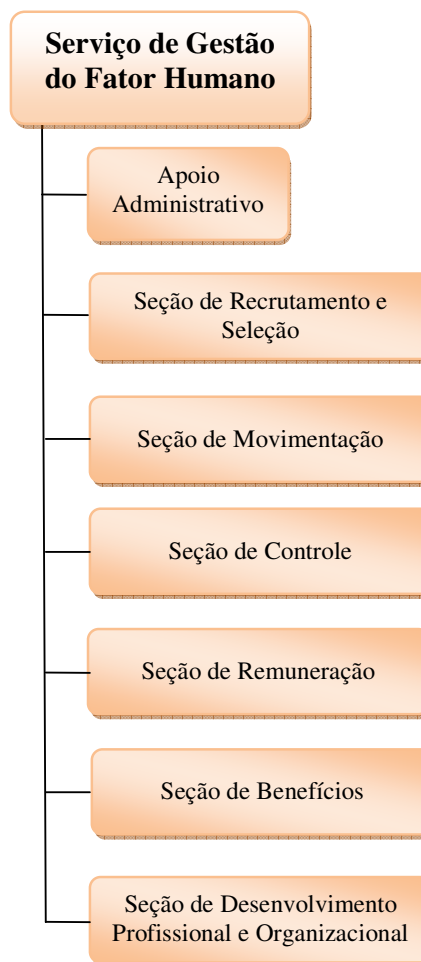 Serviço de Gestão
do Fator Humano
Apoio
Administrativo
Seção de Recrutamento e
Seleção
Seção de Movimentação
Seção de Controle
Seção de Remuneração
Seção de Benefícios
Seção de Desenvolvimento
Profissional e Organizacional